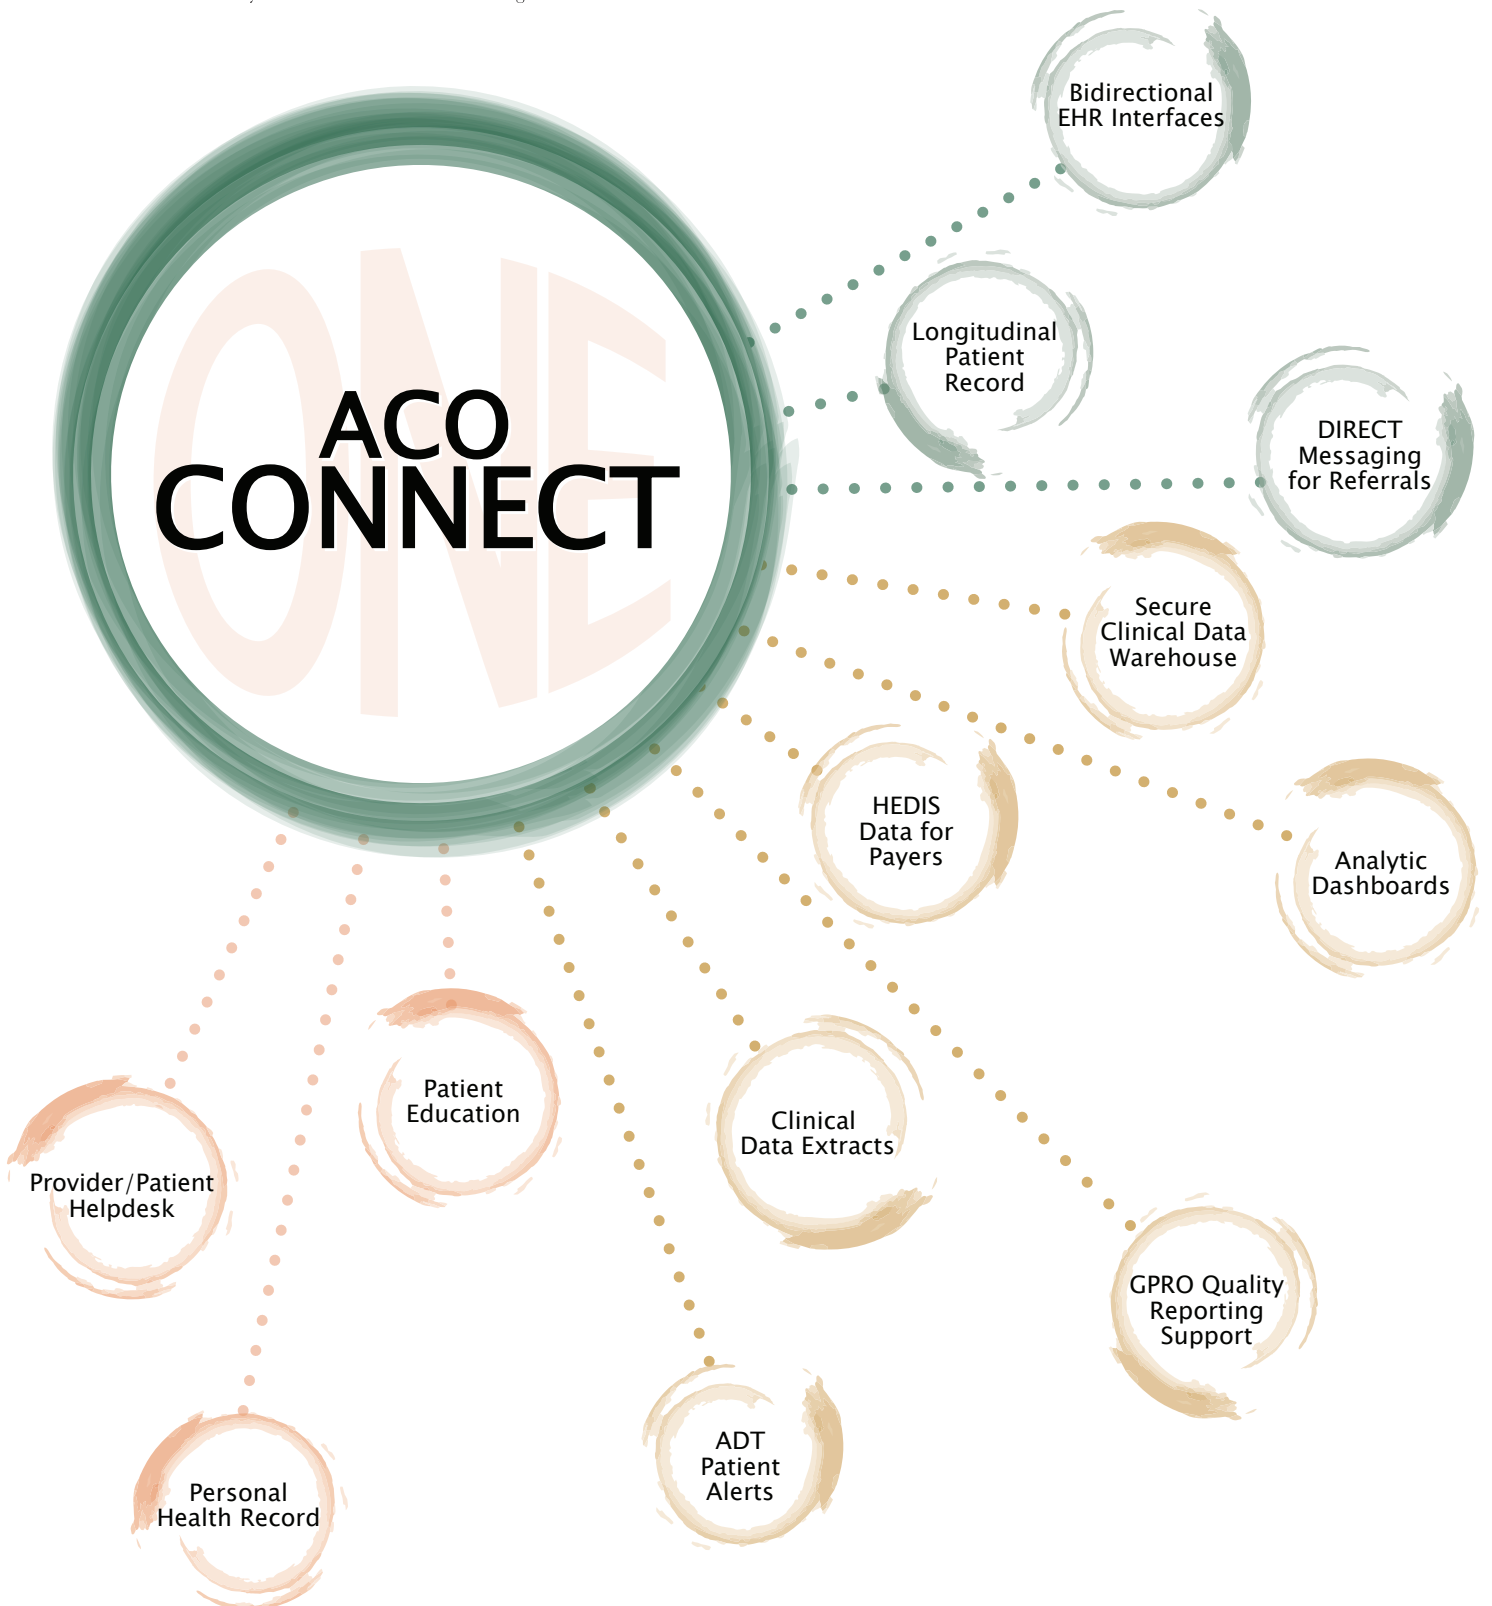 Bidirectional
EHR Interfaces
Longitudinal
Patient
Record
DIRECT
Messaging
for Referrals
ONE
ACO
CONNECT
Secure
Clinical Data
Warehouse
HEDIS
Data for
Payers
Analytic
Dashboards
Patient
Education
Clinical
Data Extracts
Provider/Patient
Helpdesk
GPRO Quality
Reporting
Support
ADT
Patient
Alerts
Personal
Health Record